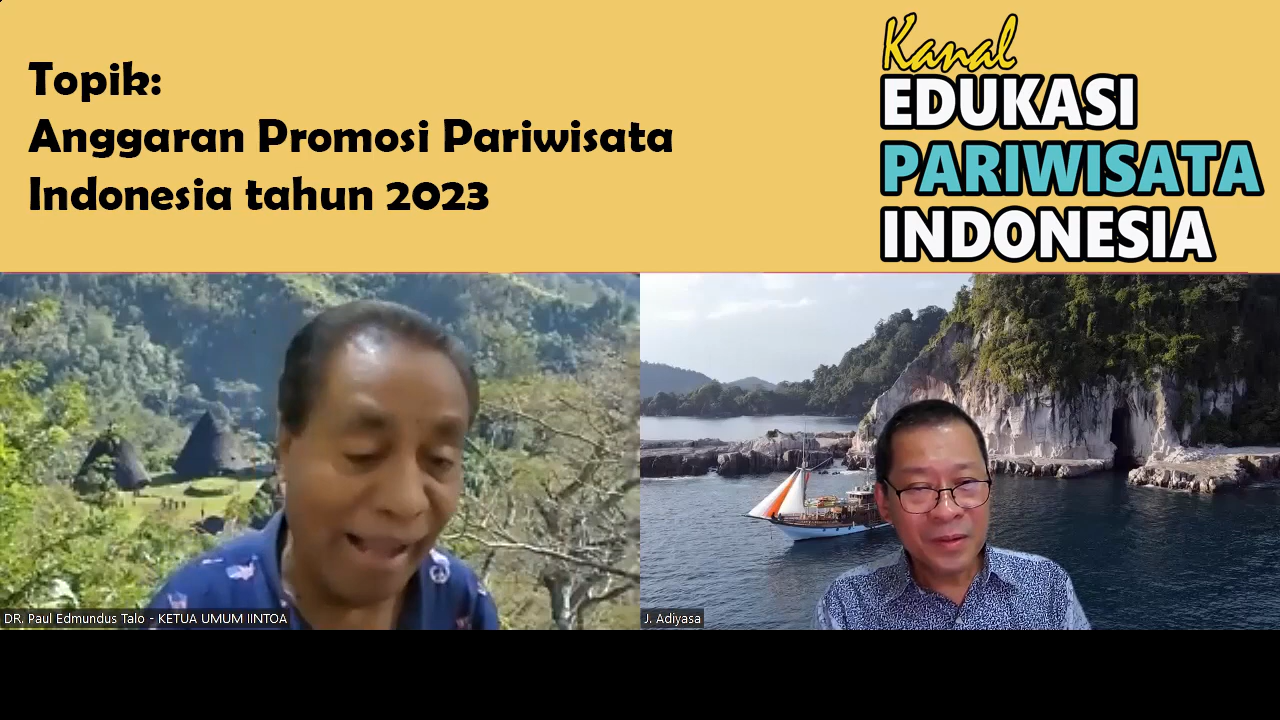 Topik:
Anggaran Promosi Pariwisata
Indonesia tahun 2023
Kanal
EDUKASI
PARIWISATA
INDONESIA
DR. Paul Edmundus Talo - KETUA UMUM IINTOA
J. Adiyasa